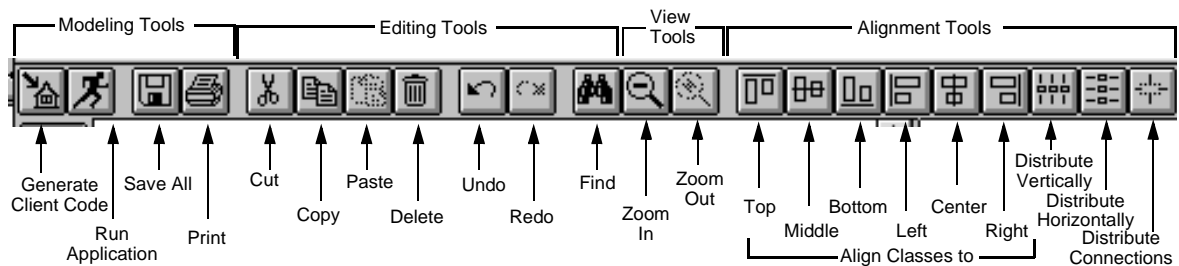 Modeling Tools
Editing Tools
View
Tools
Alignment Tools
Generate
Client Code
Run
Application
Save All
Print
Cut
Copy
Paste
Delete
Undo
Redo
Find
Zoom
In
Zoom
Out
Top
Middle
Bottom
Left
Center
Right
Align Classes to
Distribute
Vertically
Distribute
Horizontally
Distribute
Connections